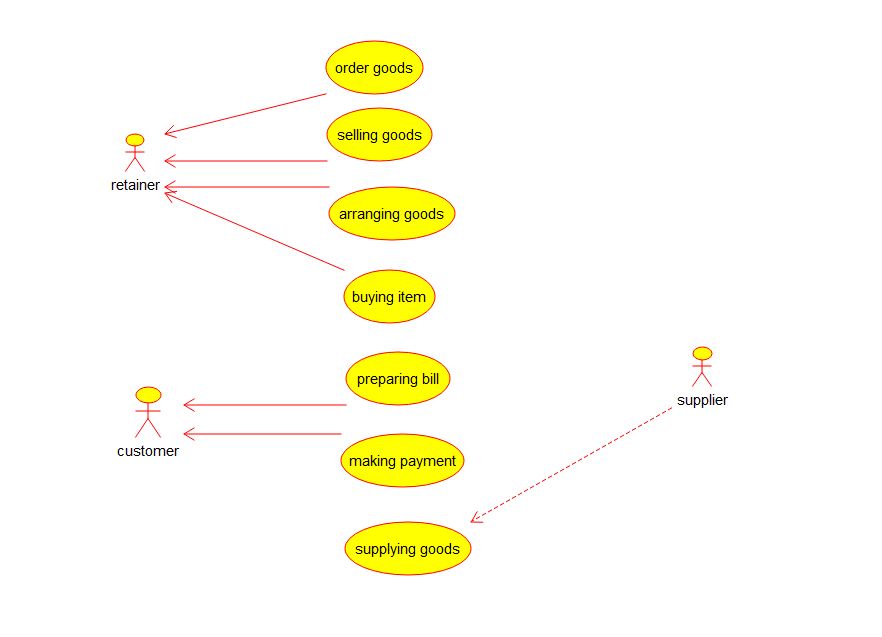 order goods
selling goods
retainer
arranging goods
buying item
preparing bill
supplier
customer
making payment
supplying goods